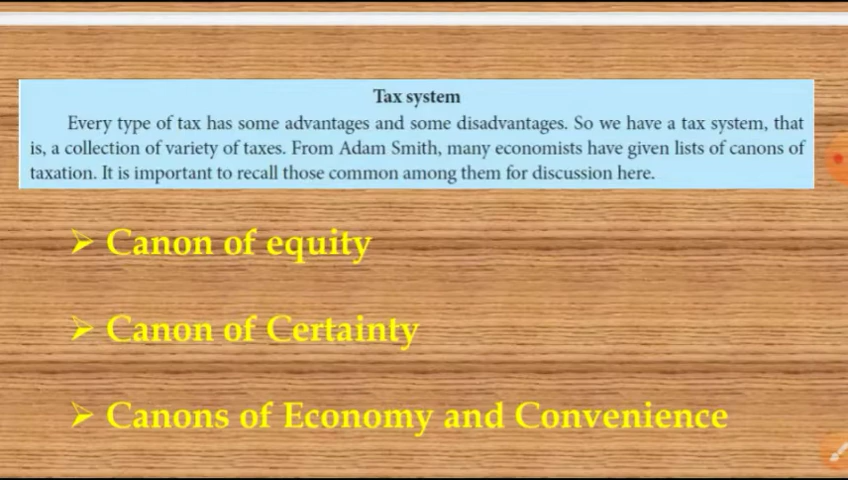 Tax system
Every type of tax has some advantages and some disadvantages. So we have a tax system, that
is, a collection of variety of taxes. From Adam Smith, many economists have given lists of canons of
taxation. It is important to recall those common among them for discussion here.
➢ Canon of equity
➢ Canon of Certainty
➢ Canons of Economy and Convenience